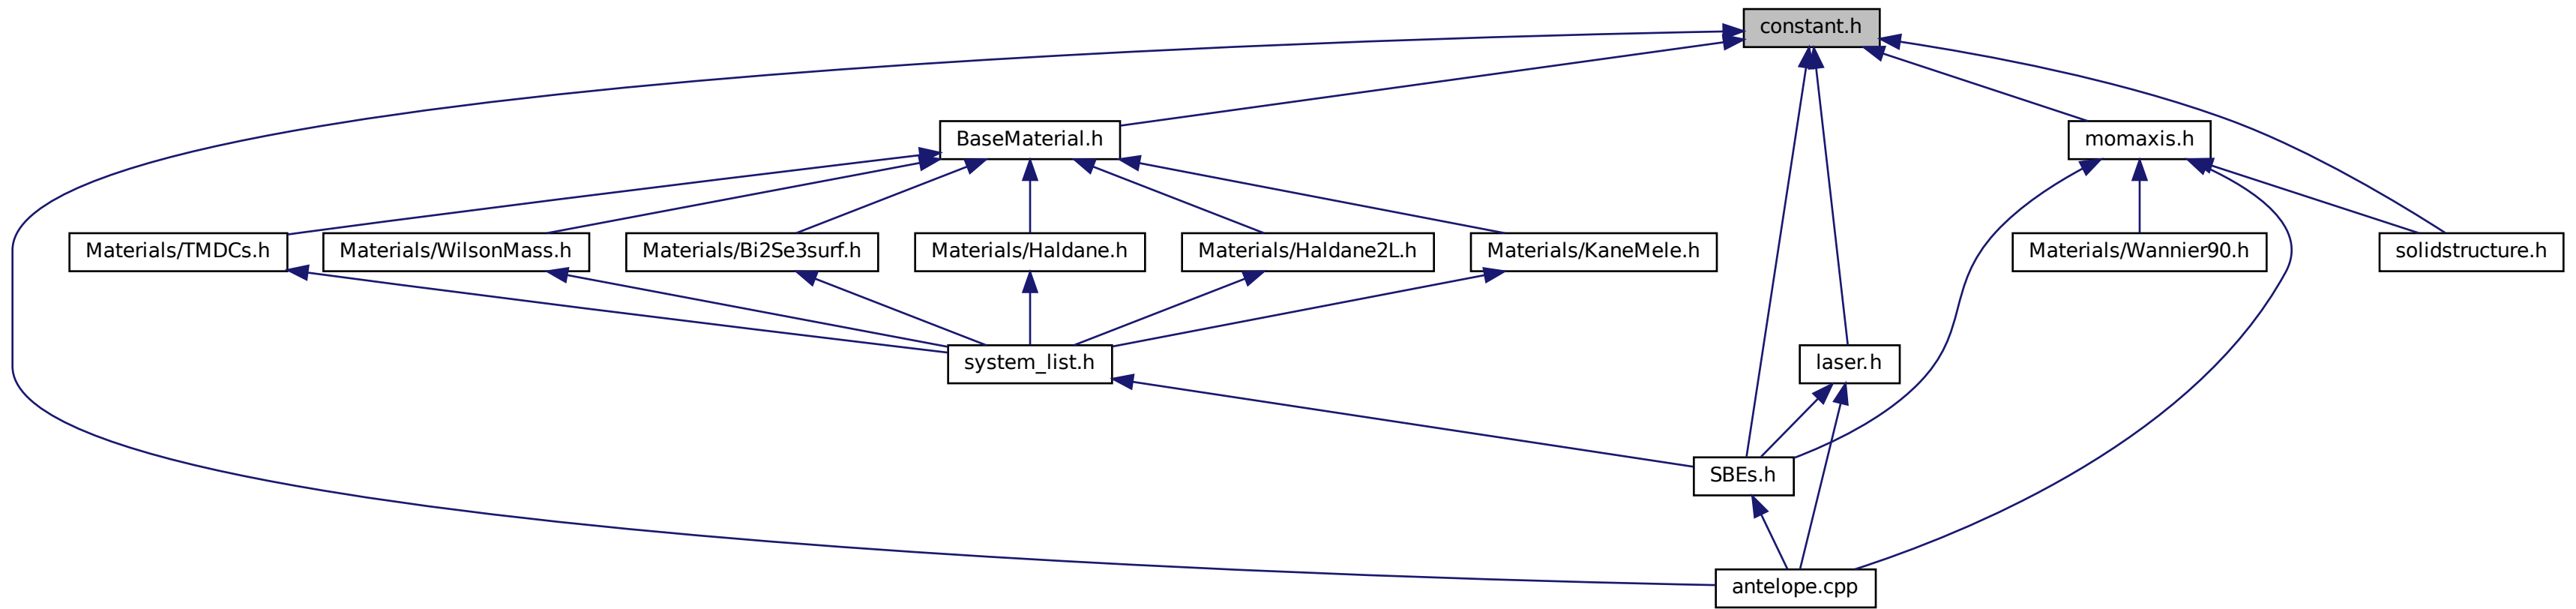 constant.h
BaseMaterial.h
momaxis.h
Materials/TMDCs.h
Materials/WilsonMass.h
Materials/Bi2Se3surf.h
Materials/Haldane.h
Materials/Haldane2L.h
Materials/KaneMele.h
Materials/Wannier90.h
solidstructure.h
system_list.h
laser.h
SBEs.h
antelope.cpp